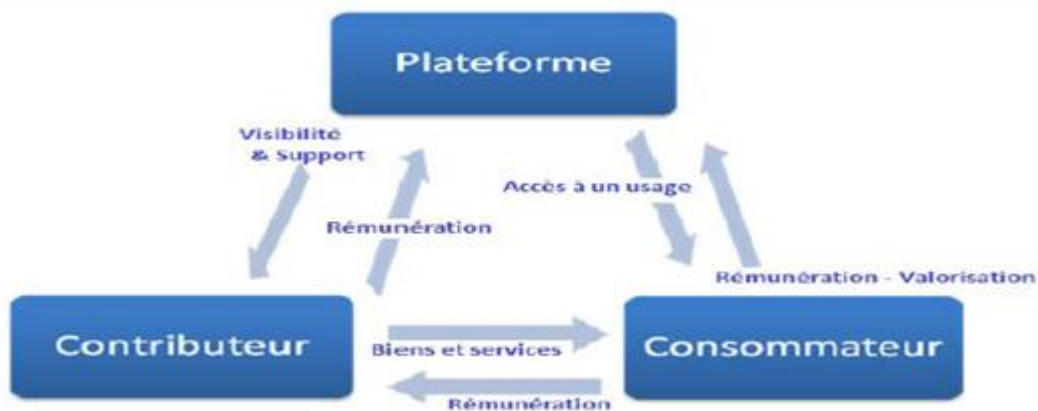 Plateforme
Visibilité
& Support
Accès à un usage
Rémunération
Rémunération - Valorisation
Contributeur
Biens et services
Consommateur
Rémunération